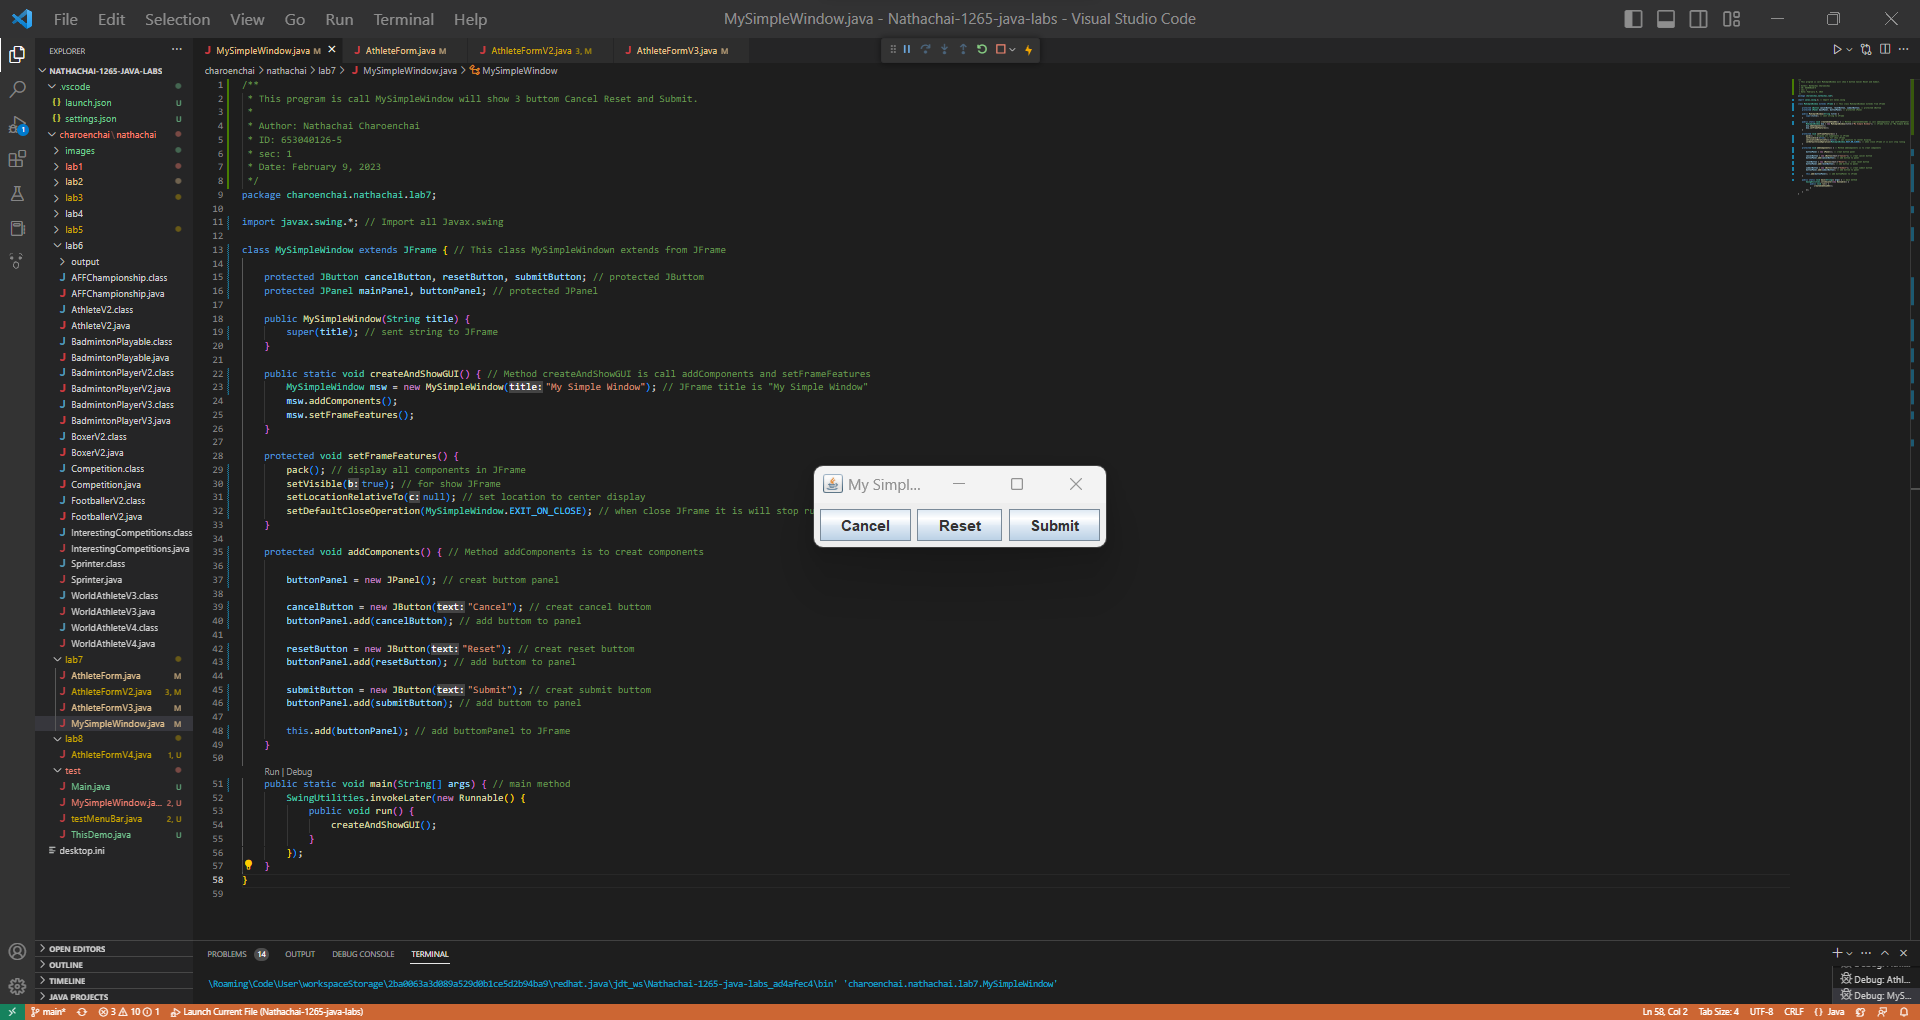 File Edit Selection View Go Run Terminal Help
MySimpleWindow.java - Nathachai-1265-java-labs - Visual Studio Code
EXPLORER
NATHACHAI-1265-JAVA-LABS
.vscode
launch.json U
settings.json U
charoenchai \ nathachai
images
lab1
lab2
lab3
lab4
lab5
lab6
output
AFFChampionship.class
AFFChampionship.java
AthleteV2.class
AthleteV2.java
BadmintonPlayable.class
BadmintonPlayable.java
BadmintonPlayerV2.class
BadmintonPlayerV2.java
BadmintonPlayerV3.class
BadmintonPlayerV3.java
BoxerV2.class
BoxerV2.java
Competition.class
Competition.java
FootballerV2.class
FootballerV2.java
InterestingCompetitions.class
InterestingCompetitions.java
Sprinter.class
Sprinter.java
WorldAthleteV3.class
WorldAthleteV3.java
WorldAthleteV4.class
WorldAthleteV4.java
lab7
AthleteForm.java M
AthleteFormV2.java 3, M
AthleteFormV3.java M
MySimpleWindow.java M
lab8
AthleteFormV4.java 1, U
test
Main.java U
MySimpleWindow.ja... 2, U
testMenuBar.java 2, U
ThisDemo.java U
desktop.ini
OPEN EDITORS
OUTLINE
TIMELINE
JAVA PROJECTS
MySimpleWindow.java M AthleteForm.java M AthleteFormV2.java 3, M AthleteFormV3.java M
charoenchai > nathachai > lab7 > MySimpleWindow.java > MySimpleWindow
1 /**
2 * This program is call MySimpleWindow will show 3 buttom Cancel Reset and Submit.
3 *
4 * Author: Nathachai Charoenchai
5 * ID: 653040126-5
6 * sec: 1
7 * Date: February 9, 2023
8 */
9 package charoenchai.nathachai.lab7;
10
11 import javax.swing.*; // Import all Javax.swing
12
13 class MySimpleWindow extends JFrame { // This class MySimpleWindown extends from JFrame
14
15 protected JButton cancelButton, resetButton, submitButton; // protected JButtom
16 protected JPanel mainPanel, buttonPanel; // protected JPanel
17
18 public MySimpleWindow(String title) {
19 super(title); // sent string to JFrame
20 }
21
22 public static void createAndShowGUI() { // Method createAndShowGUI is call addComponents and setFrameFeatures
23 MySimpleWindow msw = new MySimpleWindow(title: "My Simple Window"); // JFrame title is "My Simple Window"
24 msw.addComponents();
25 msw.setFrameFeatures();
26 }
27
28 protected void setFrameFeatures() {
29 pack(); // display all components in JFrame
30 setVisible(b: true); // for show JFrame
31 setLocationRelativeTo(c: null); // set location to center display
32 setDefaultCloseOperation(MySimpleWindow.EXIT_ON_CLOSE); // when close JFrame it is will stop ru
33 }
34
35 protected void addComponents() { // Method addComponents is to creat components
36
37 buttonPanel = new JPanel(); // creat buttom panel
38
39 cancelButton = new JButton(text: "Cancel"); // creat cancel buttom
40 buttonPanel.add(cancelButton); // add buttom to panel
41
42 resetButton = new JButton(text: "Reset"); // creat reset buttom
43 buttonPanel.add(resetButton); // add buttom to panel
44
45 submitButton = new JButton(text: "Submit"); // creat submit buttom
46 buttonPanel.add(submitButton); // add buttom to panel
47
48 this.add(buttonPanel); // add buttomPanel to JFrame
49 }
50
Run | Debug
51 public static void main(String[] args) { // main method
52 SwingUtilities.invokeLater(new Runnable() {
53 public void run() {
54 createAndShowGUI();
55 }
56 });
57 }
58 }
59
My Simpl...
Cancel Reset Submit
PROBLEMS 14 OUTPUT DEBUG CONSOLE TERMINAL
\Roaming\Code\User\workspaceStorage\2ba0063a3d089a529d0b1ce5d2b94ba9\redhat.java\jdt_ws\Nathachai-1265-java-labs_ad4afec4\bin' 'charoenchai.nathachai.lab7.MySimpleWindow'
Debug: Athl...
Debug: MyS...
main* 3 10 1 Launch Current File (Nathachai-1265-java-labs)
Ln 58, Col 2 Tab Size: 4 UTF-8 CRLF {} Java